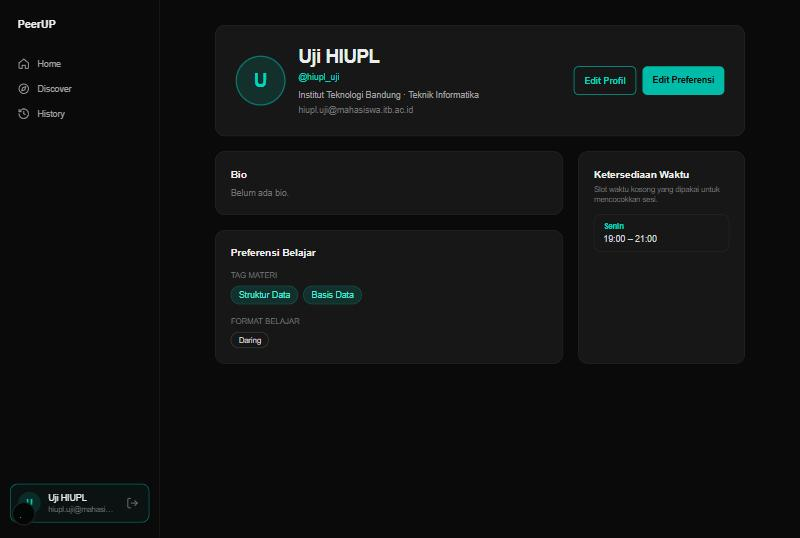 PeerUP
Home
Discover
History
U
Uji HIUPL
@hiupl_uji
Institut Teknologi Bandung · Teknik Informatika
hiupl.uji@mahasiswa.itb.ac.id
Edit Profil
Edit Preferensi
Bio
Belum ada bio.
Preferensi Belajar
TAG MATERI
Struktur Data
Basis Data
FORMAT BELAJAR
Daring
Ketersediaan Waktu
Slot waktu kosong yang dipakai untuk
mencocokkan sesi.
Senin
19:00 – 21:00
U
Uji HIUPL
hiupl.uji@mahasi...